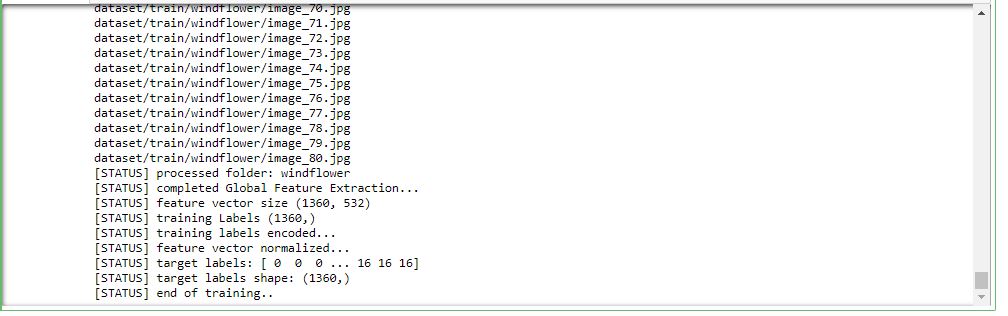 dataset/train/windflower/image_70.jpg
dataset/train/windflower/image_71.jpg
dataset/train/windflower/image_72.jpg
dataset/train/windflower/image_73.jpg
dataset/train/windflower/image_74.jpg
dataset/train/windflower/image_75.jpg
dataset/train/windflower/image_76.jpg
dataset/train/windflower/image_77.jpg
dataset/train/windflower/image_78.jpg
dataset/train/windflower/image_79.jpg
dataset/train/windflower/image_80.jpg
[STATUS] processed folder: windflower
[STATUS] completed Global Feature Extraction...
[STATUS] feature vector size (1360, 532)
[STATUS] training Labels (1360,)
[STATUS] training labels encoded...
[STATUS] feature vector normalized...
[STATUS] target labels: [ 0  0  0 ... 16 16 16]
[STATUS] target labels shape: (1360,)
[STATUS] end of training..